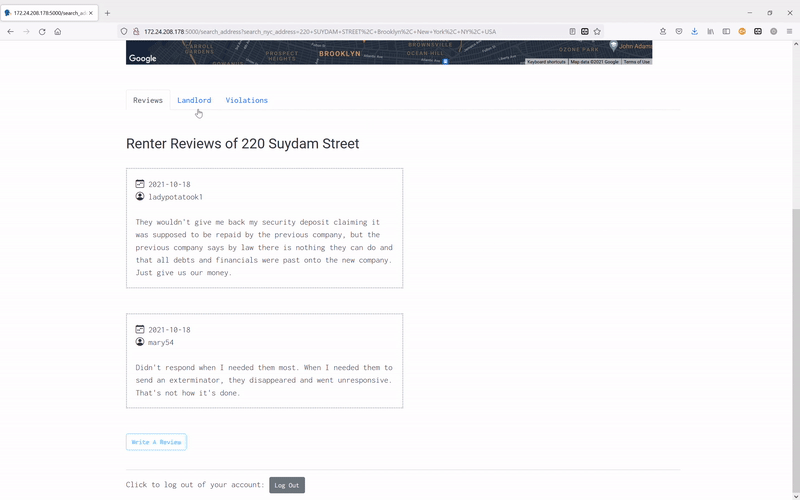 172.24.208.178:5000/search_ad
172.24.208.178:5000/search_address?search_nyc_address=220+SUYDAM+STREET%2C+Brooklyn%2C+New+York%2C+NY%2C+USA
CARROLL
GARDENS
PROSPECT
HEIGHTS
BROOKLYN
BROWNSVILLE
OCEAN HILL
OZONE PARK
John Adams
Google
Keyboard shortcuts
Map data ©2021 Google
Terms of Use
Reviews
Landlord
Violations
Renter Reviews of 220 Suydam Street
2021-10-18
ladypotatook1
They wouldn't give me back my security deposit claiming it
was supposed to be repaid by the previous company, but the
previous company says by law there is nothing they can do and
that all debts and financials were past onto the new company.
Just give us our money.
2021-10-18
mary54
Didn't respond when I needed them most. When I needed them to
send an exterminator, they disappeared and went unresponsive.
That's not how it's done.
Write A Review
Click to log out of your account:
Log Out